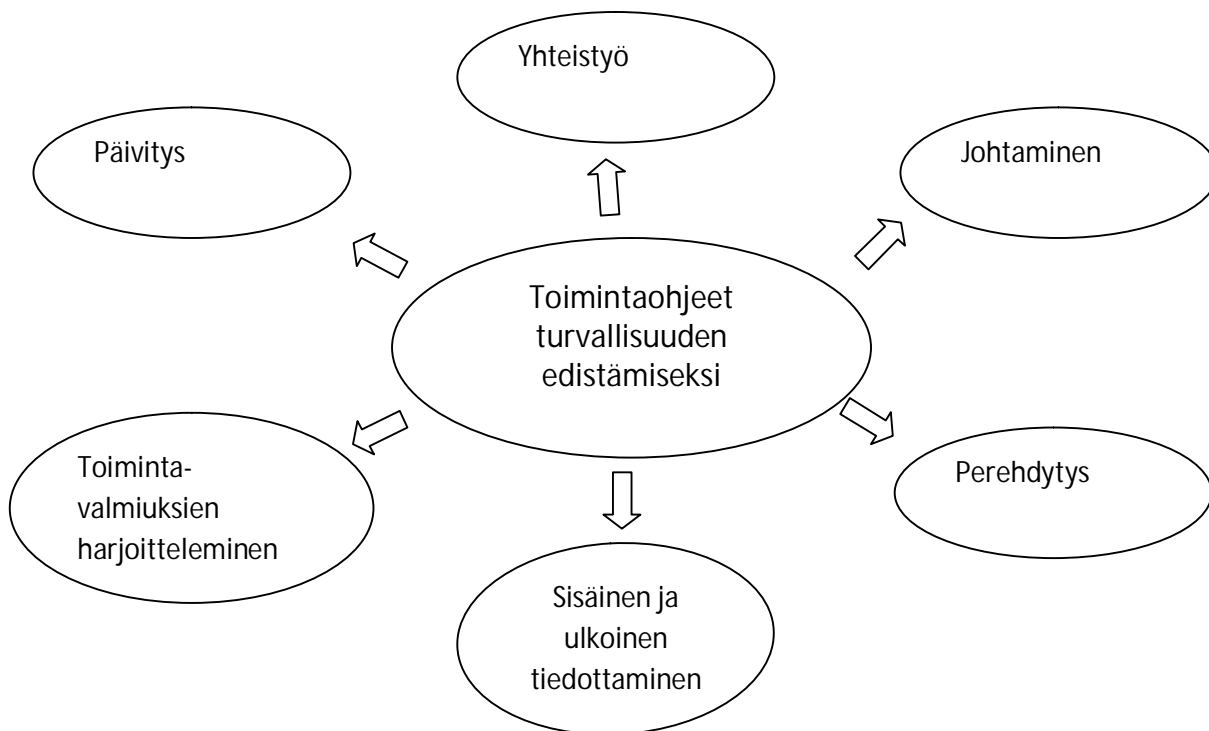 Yhteistyö
Päivitys
Johtaminen
Toimintaohjeet
turvallisuuden
edistämiseksi
Toiminta-
valmiuksien
harjoitteleminen
Perehdytys
Sisäinen ja
ulkoinen
tiedottaminen